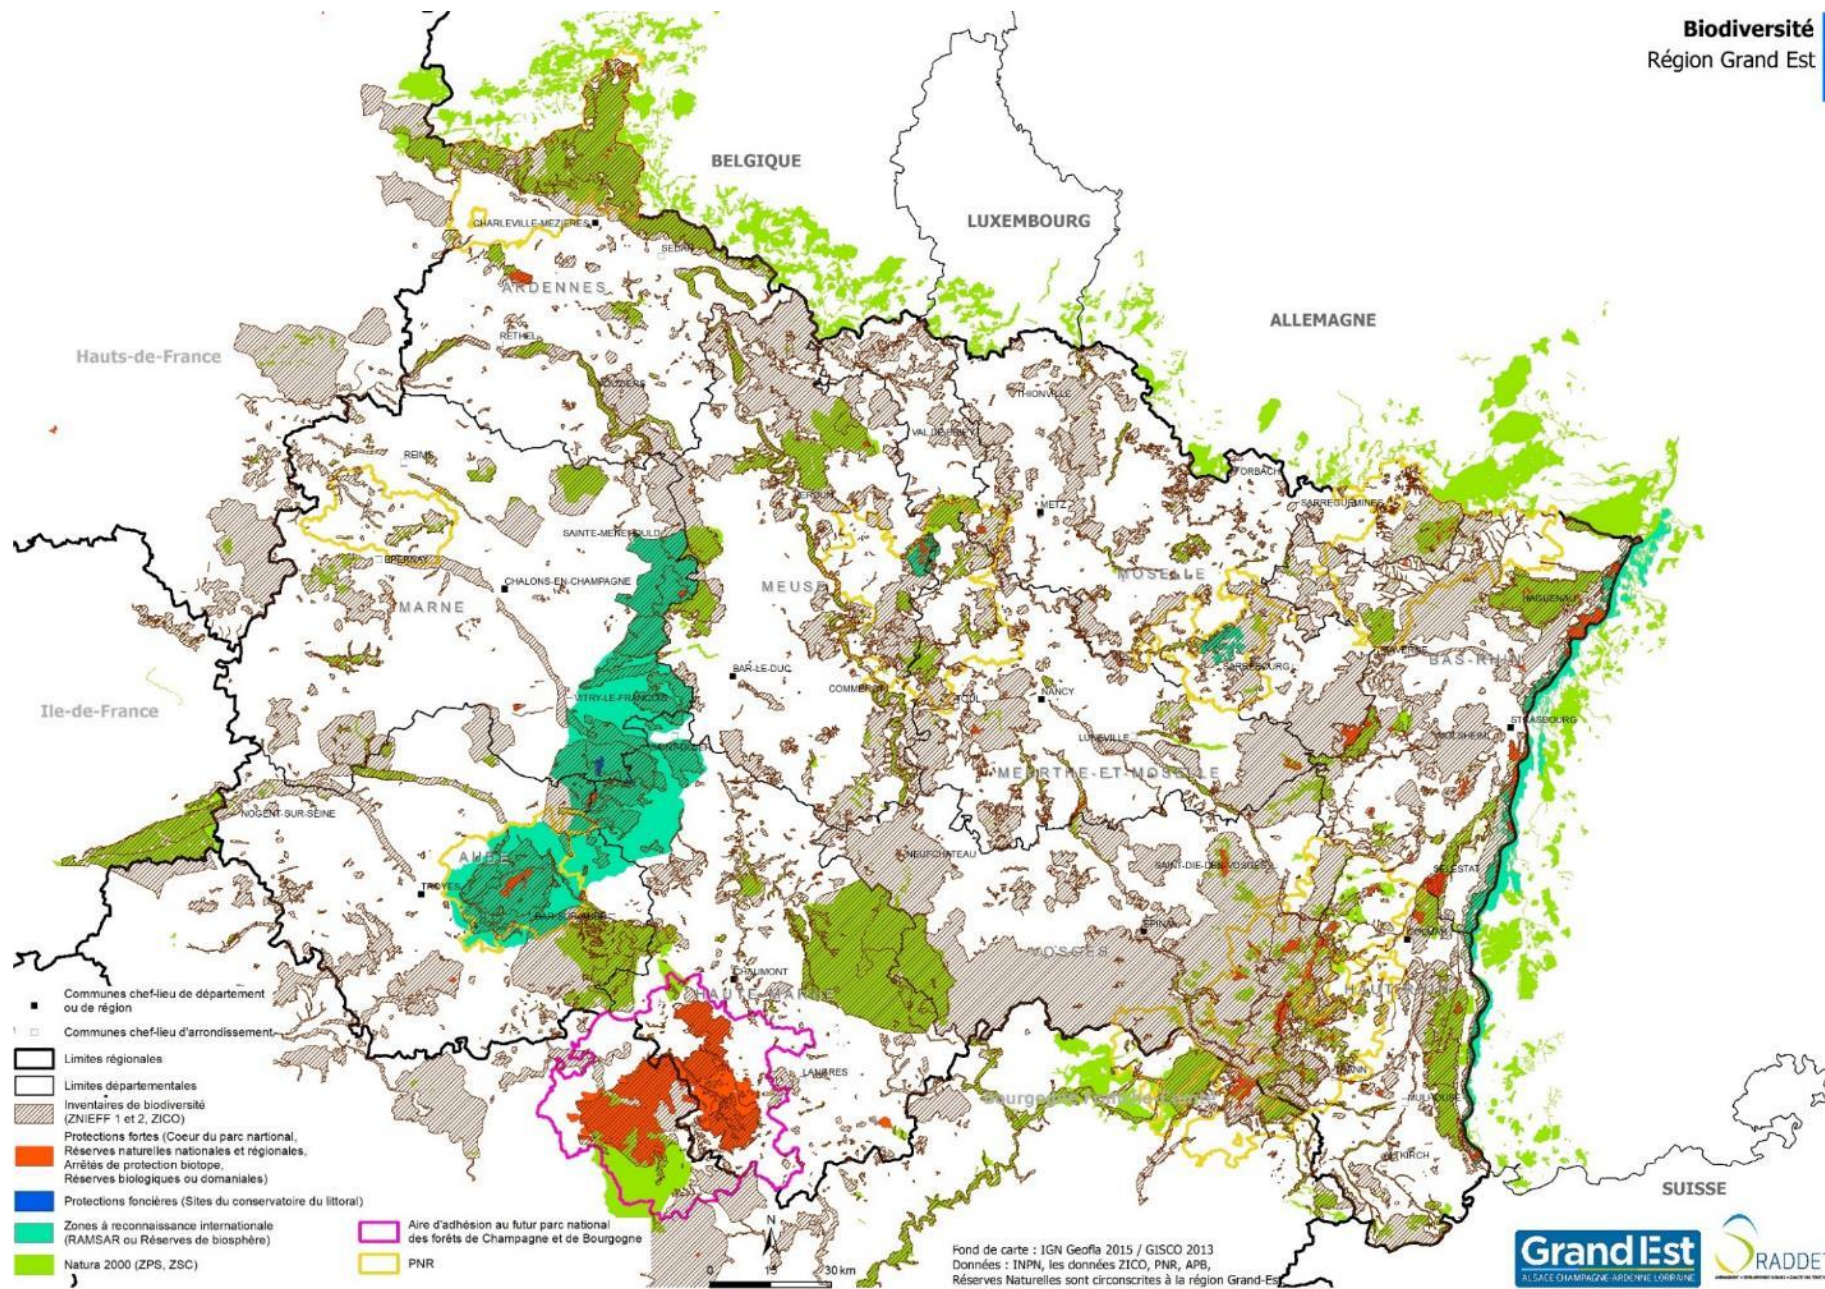 Biodiversité
Région Grand Est
BELGIQUE
LUXEMBOURG
ALLEMAGNE
Hauts-de-France
Ile-de-France
SUISSE
CHARLEVILLE-MEZIERES
SEDAN
ARDENNES
RETHEL
VOUZIERS
THIONVILLE
VAL DE BRIEY
FORBACH
REIMS
VERDUN
METZ
SARREGUEMINES
SAINTE-MENEHOULD
EPERNAY
CHALONS-EN-CHAMPAGNE
MARNE
MEUSE
MOSELLE
HAGUENAU
SAVERNE
BAS-RHIN
BAR-LE-DUC
COMMERCY
TOUL
NANCY
SARREBOURG
VITRY-LE-FRANCOIS
SAINT-DIZIER
STRASBOURG
MOLSHEIM
LUNEVILLE
MEURTHE-ET-MOSELLE
NOGENT-SUR-SEINE
AUBE
TROYES
BAR-SUR-AUBE
NEUFCHATEAU
SAINT-DIE-DES-VOSGES
SELESTAT
EPINAL
VOSGES
COLMAR
CHAUMONT
HAUTE-MARNE
HAUT-RHIN
LANGRES
THANN
MULHOUSE
ALTKIRCH
Communes chef-lieu de département
ou de région
Communes chef-lieu d'arrondissement
Limites régionales
Limites départementales
Inventaires de biodiversité
(ZNIEFF 1 et 2, ZICO)
Protections fortes (Coeur du parc nartional,
Réserves naturelles nationales et régionales,
Arrêtés de protection biotope,
Réserves biologiques ou domaniales)
Protections foncières (Sites du conservatoire du littoral)
Zones à reconnaissance internationale
(RAMSAR ou Réserves de biosphère)
Natura 2000 (ZPS, ZSC)
Aire d'adhésion au futur parc national
des forêts de Champagne et de Bourgogne
PNR
N
0 15 30 km
Fond de carte : IGN Geofla 2015 / GISCO 2013
Données : INPN, les données ZICO, PNR, APB,
Réserves Naturelles sont circonscrites à la région Grand-Est
Grand Est
ALSACE CHAMPAGNE-ARDENNE LORRAINE
SRADDET